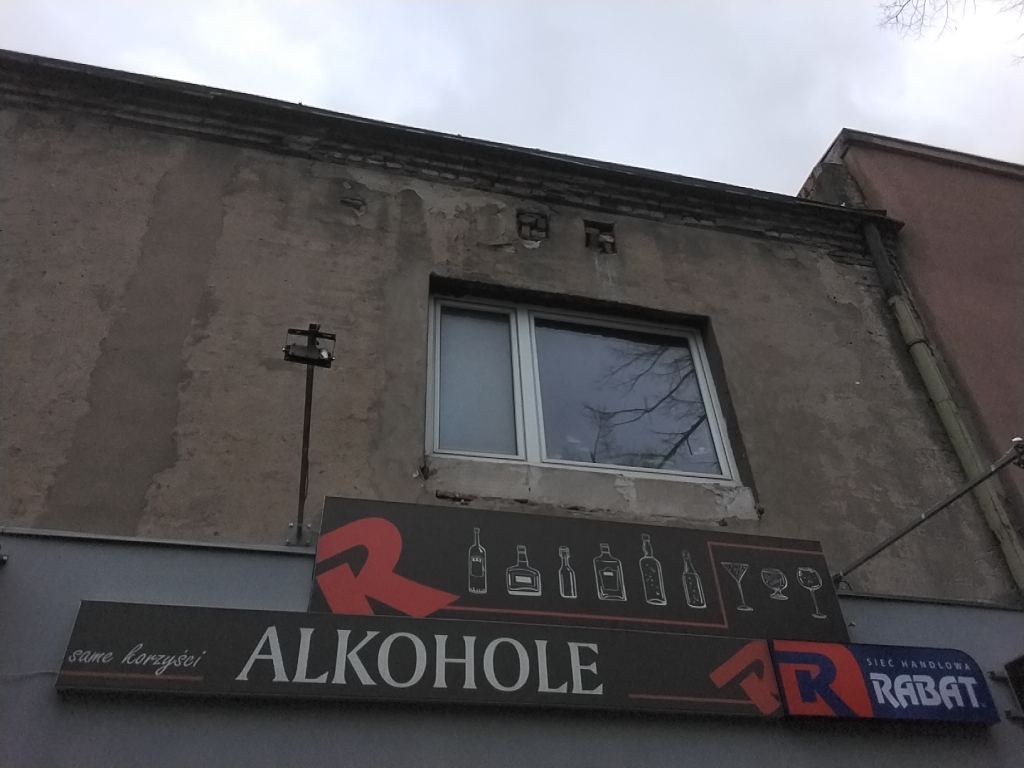 same korzyści
ALKOHOLE
SIEĆ HANDLOWA
RABAT